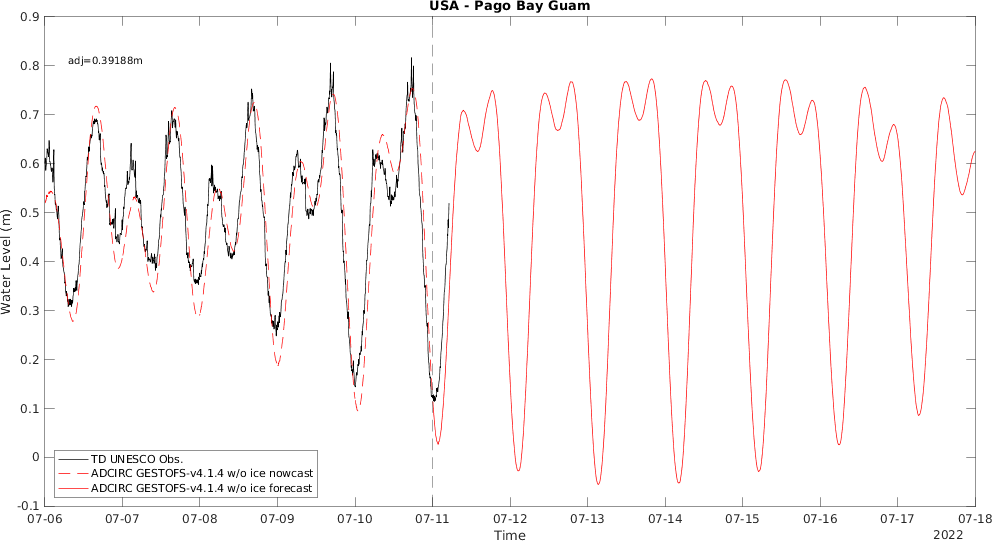 USA - Pago Bay Guam
adj=0.39188m
0.9
0.8
0.7
0.6
0.5
0.4
0.3
0.2
0.1
0
-0.1
Water Level (m)
TD UNESCO Obs.
ADCIRC GESTOFS-v4.1.4 w/o ice nowcast
ADCIRC GESTOFS-v4.1.4 w/o ice forecast
07-06 07-07 07-08 07-09 07-10 07-11 07-12 07-13 07-14 07-15 07-16 07-17 07-18
Time
2022